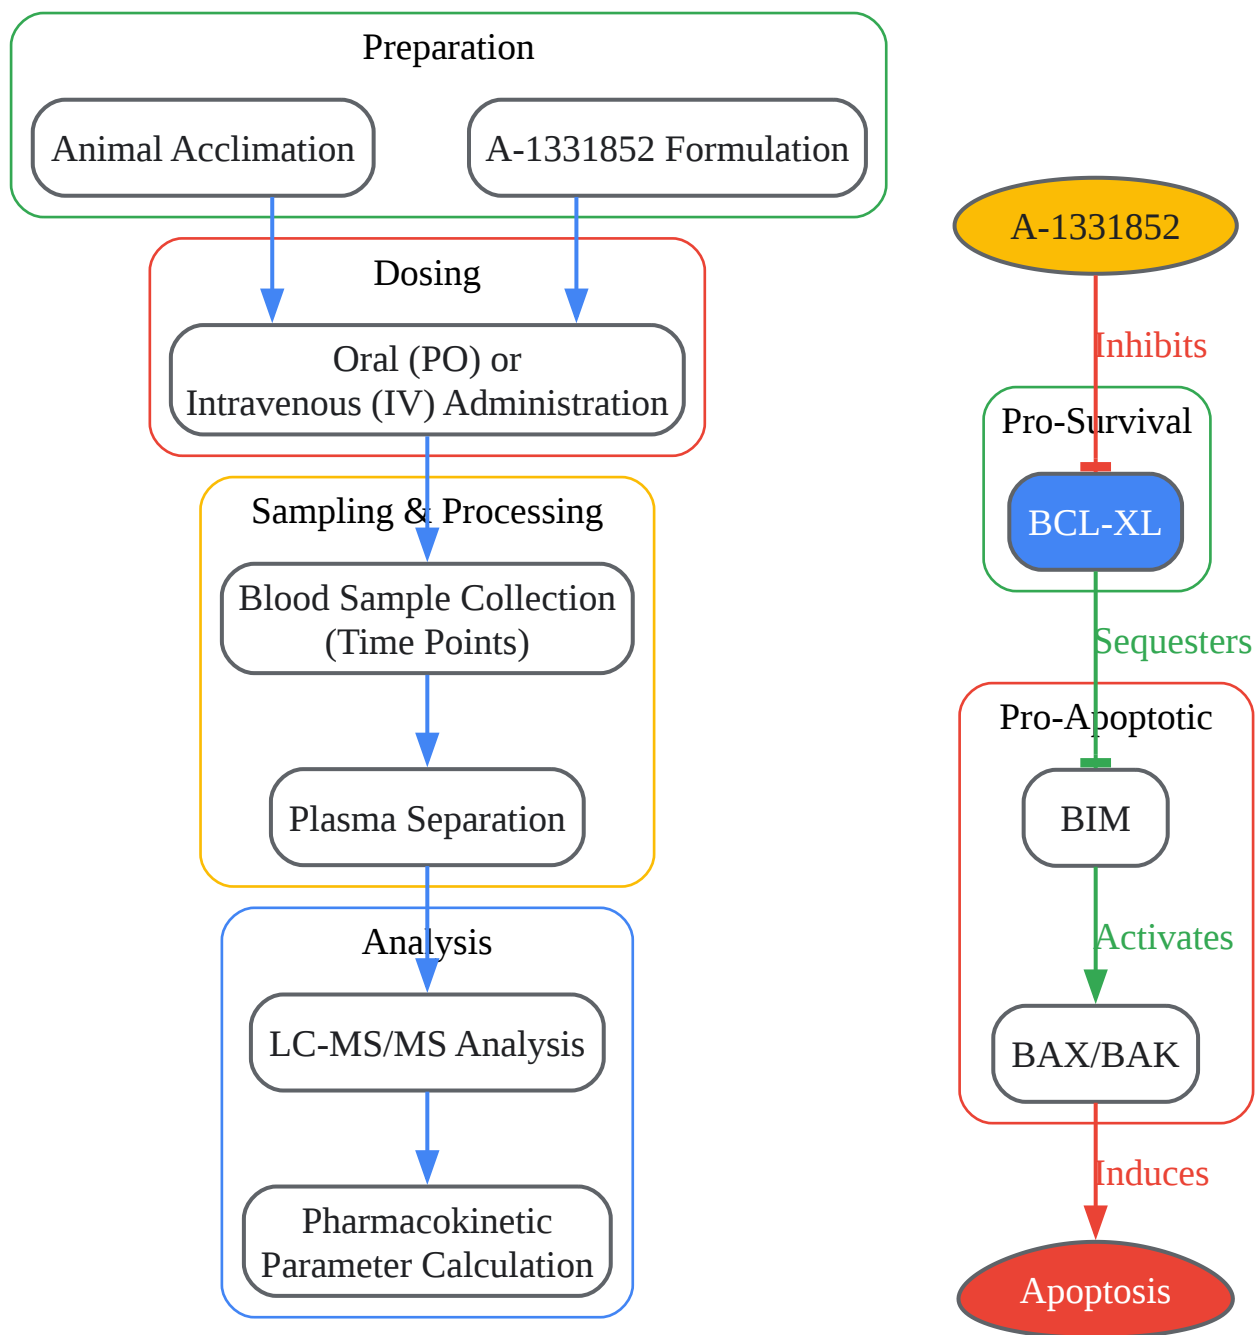 Preparation
Animal Acclimation
A-1331852 Formulation
Dosing
Oral (PO) or
Intravenous (IV) Administration
Sampling & Processing
Blood Sample Collection
(Time Points)
Plasma Separation
Analysis
LC-MS/MS Analysis
Pharmacokinetic
Parameter Calculation
A-1331852
Inhibits
Pro-Survival
BCL-XL
Sequesters
Pro-Apoptotic
BIM
Activates
BAX/BAK
Induces
Apoptosis